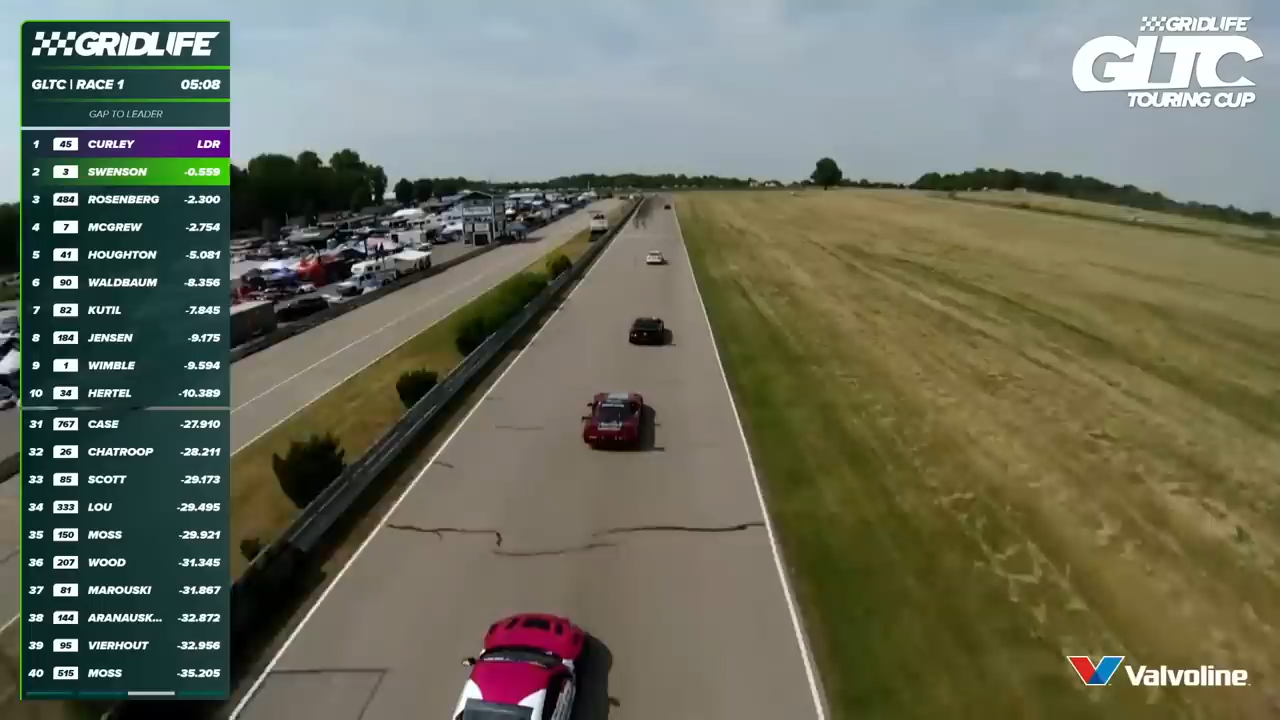 GRIDLIFE
GLTC | RACE 1 05:08
GAP TO LEADER
1 45 CURLEY LDR
2 3 SWENSON -0.559
3 484 ROSENBERG -2.300
4 7 MCGREW -2.754
5 41 HOUGHTON -5.081
6 90 WALDBAUM -8.356
7 82 KUTIL -7.845
8 184 JENSEN -9.175
9 1 WIMBLE -9.594
10 34 HERTEL -10.389
31 767 CASE -27.910
32 26 CHATROOP -28.211
33 85 SCOTT -29.173
34 333 LOU -29.495
35 150 MOSS -29.921
36 207 WOOD -31.345
37 81 MAROUSKI -31.867
38 144 ARANAUSK... -32.872
39 95 VIERHOUT -32.956
40 515 MOSS -35.205
GRIDLIFE
GLTC
TOURING CUP
Valvoline